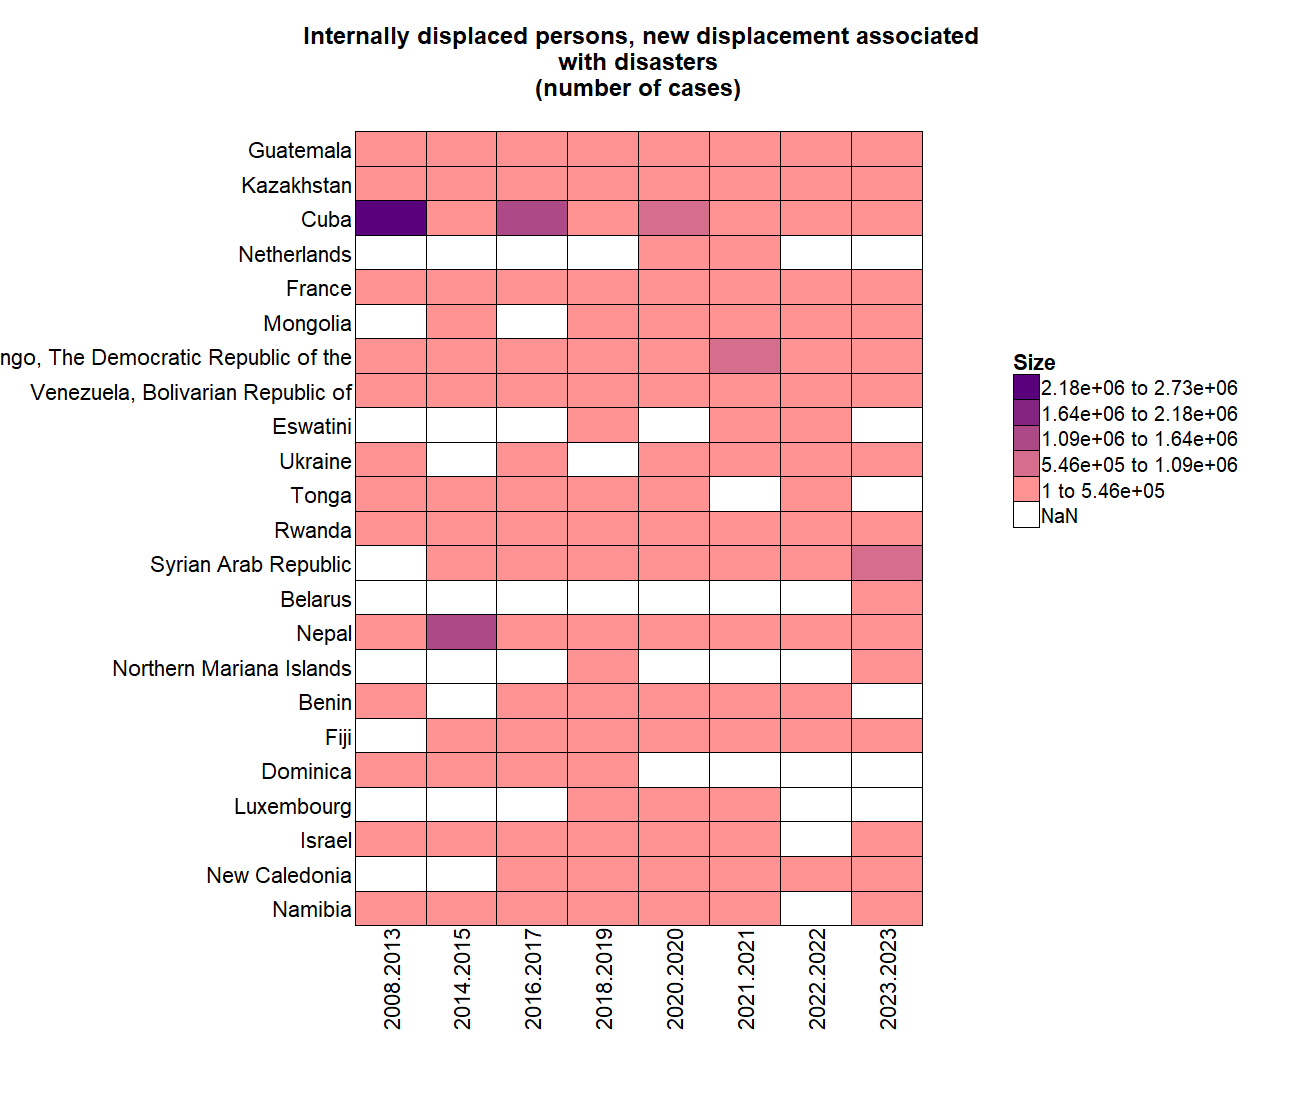 Internally displaced persons, new displacement associated
with disasters
(number of cases)
Guatemala
Kazakhstan
Cuba
Netherlands
France
Mongolia
ngo, The Democratic Republic of the
Venezuela, Bolivarian Republic of
Eswatini
Ukraine
Tonga
Rwanda
Syrian Arab Republic
Belarus
Nepal
Northern Mariana Islands
Benin
Fiji
Dominica
Luxembourg
Israel
New Caledonia
Namibia
2008.2013
2014.2015
2016.2017
2018.2019
2020.2020
2021.2021
2022.2022
2023.2023
Size
2.18e+06 to 2.73e+06
1.64e+06 to 2.18e+06
1.09e+06 to 1.64e+06
5.46e+05 to 1.09e+06
1 to 5.46e+05
NaN